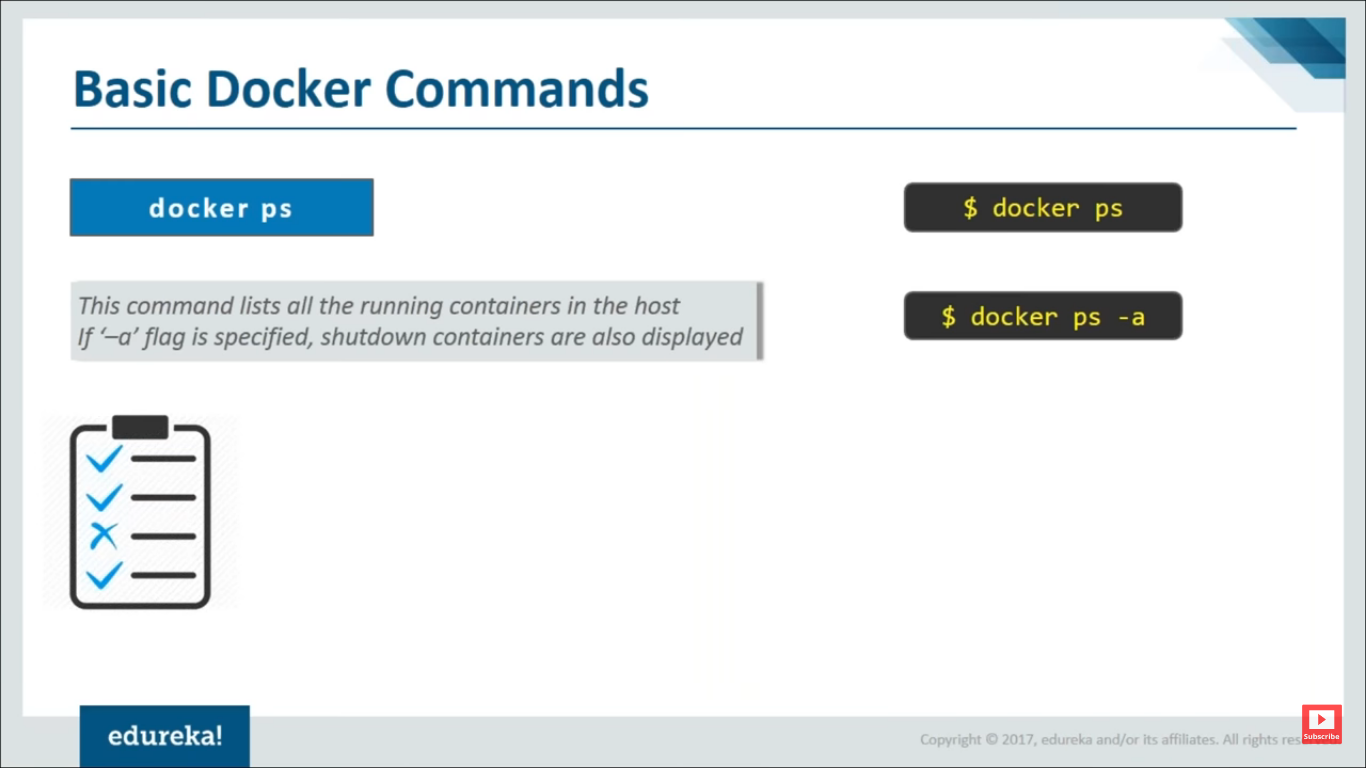 Basic Docker Commands
docker ps
$ docker ps
This command lists all the running containers in the host
If ‘–a’ flag is specified, shutdown containers are also displayed
$ docker ps -a
edureka!
Copyright © 2017, edureka and/or its affiliates. All rights
Subscribe